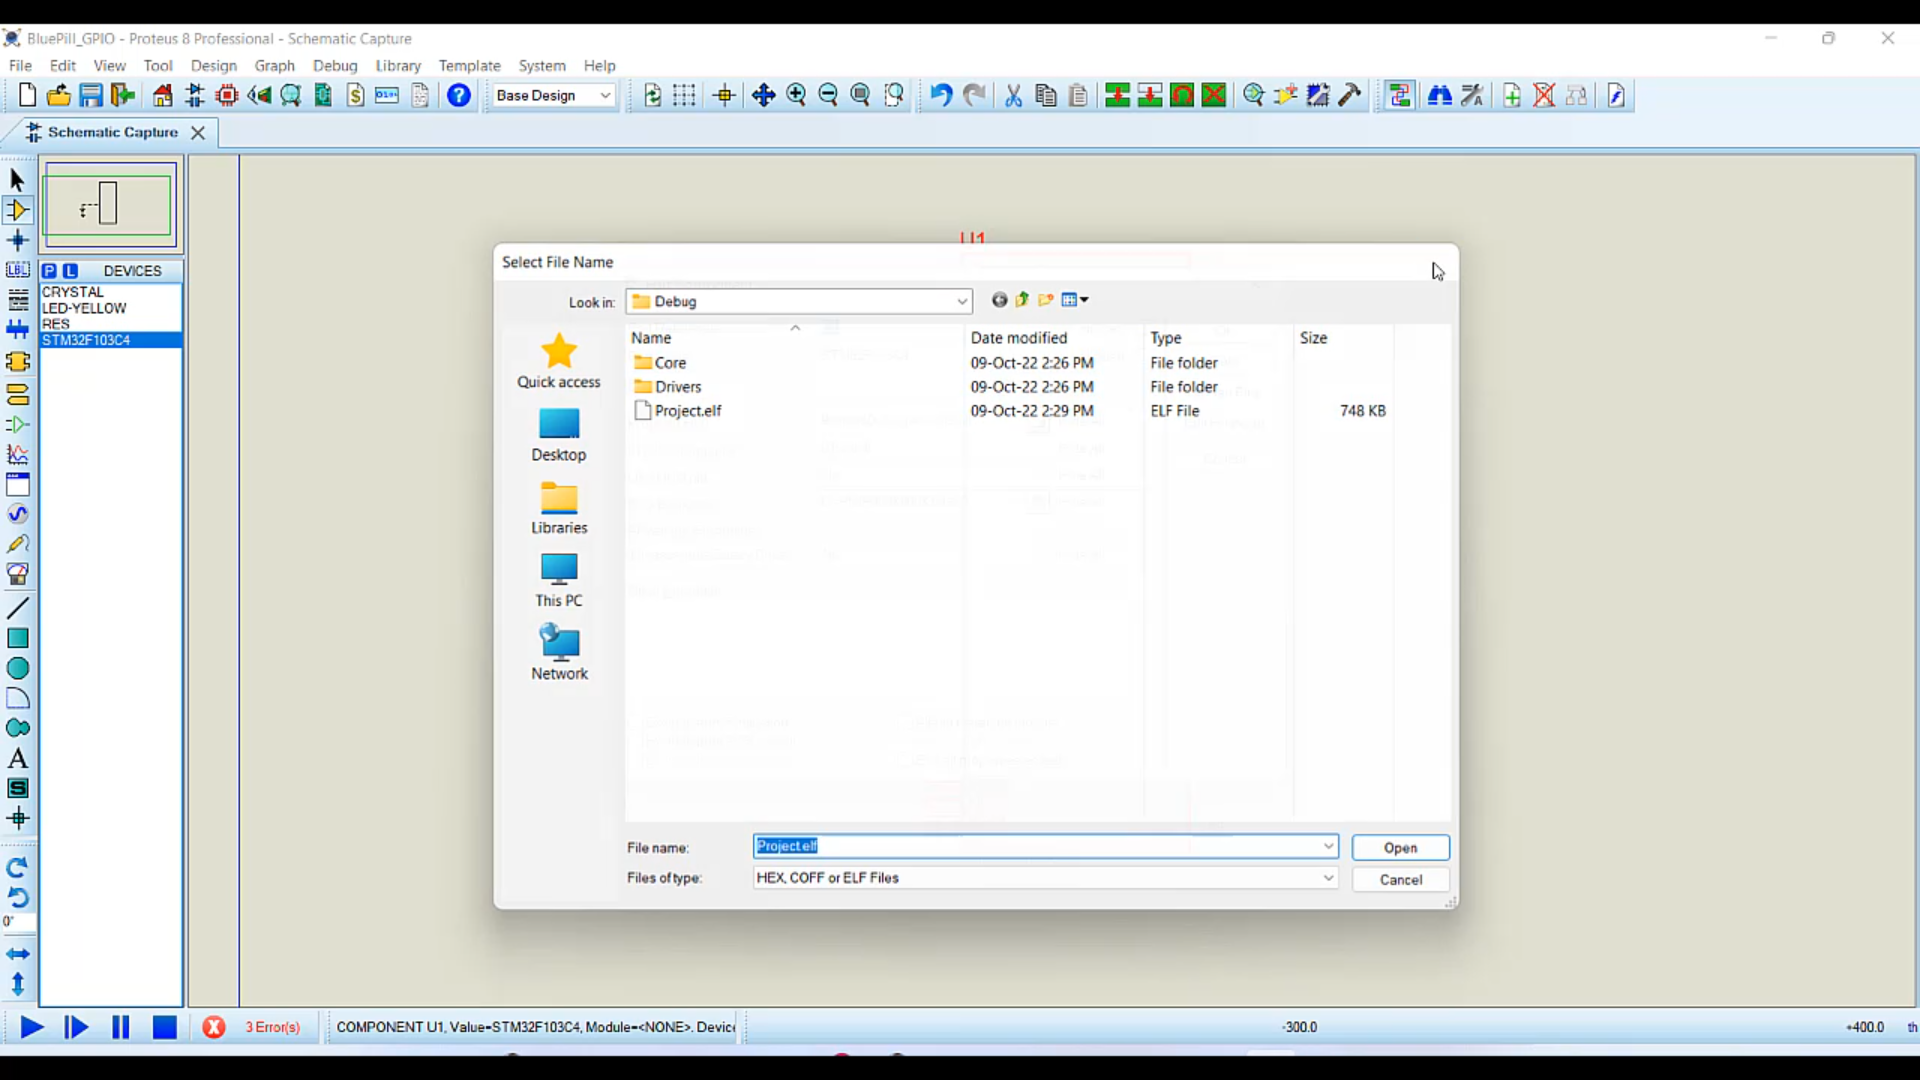 BluePill_GPIO - Proteus 8 Professional - Schematic Capture
File Edit View Tool Design Graph Debug Library Template System Help
Base Design
Schematic Capture
U1
P L DEVICES
CRYSTAL
LED-YELLOW
RES
STM32F103C4
LBL
A
S
0°
Select File Name
Look in: Debug
Name Date modified Type Size
Core 09-Oct-22 2:26 PM File folder
Drivers 09-Oct-22 2:26 PM File folder
Project.elf 09-Oct-22 2:29 PM ELF File 748 KB
Quick access
Desktop
Libraries
This PC
Network
File name: Project.elf Open
Files of type: HEX, COFF or ELF Files Cancel
3 Error(s) COMPONENT U1, Value=STM32F103C4, Module=<NONE>. Device -300.0 +400.0 th